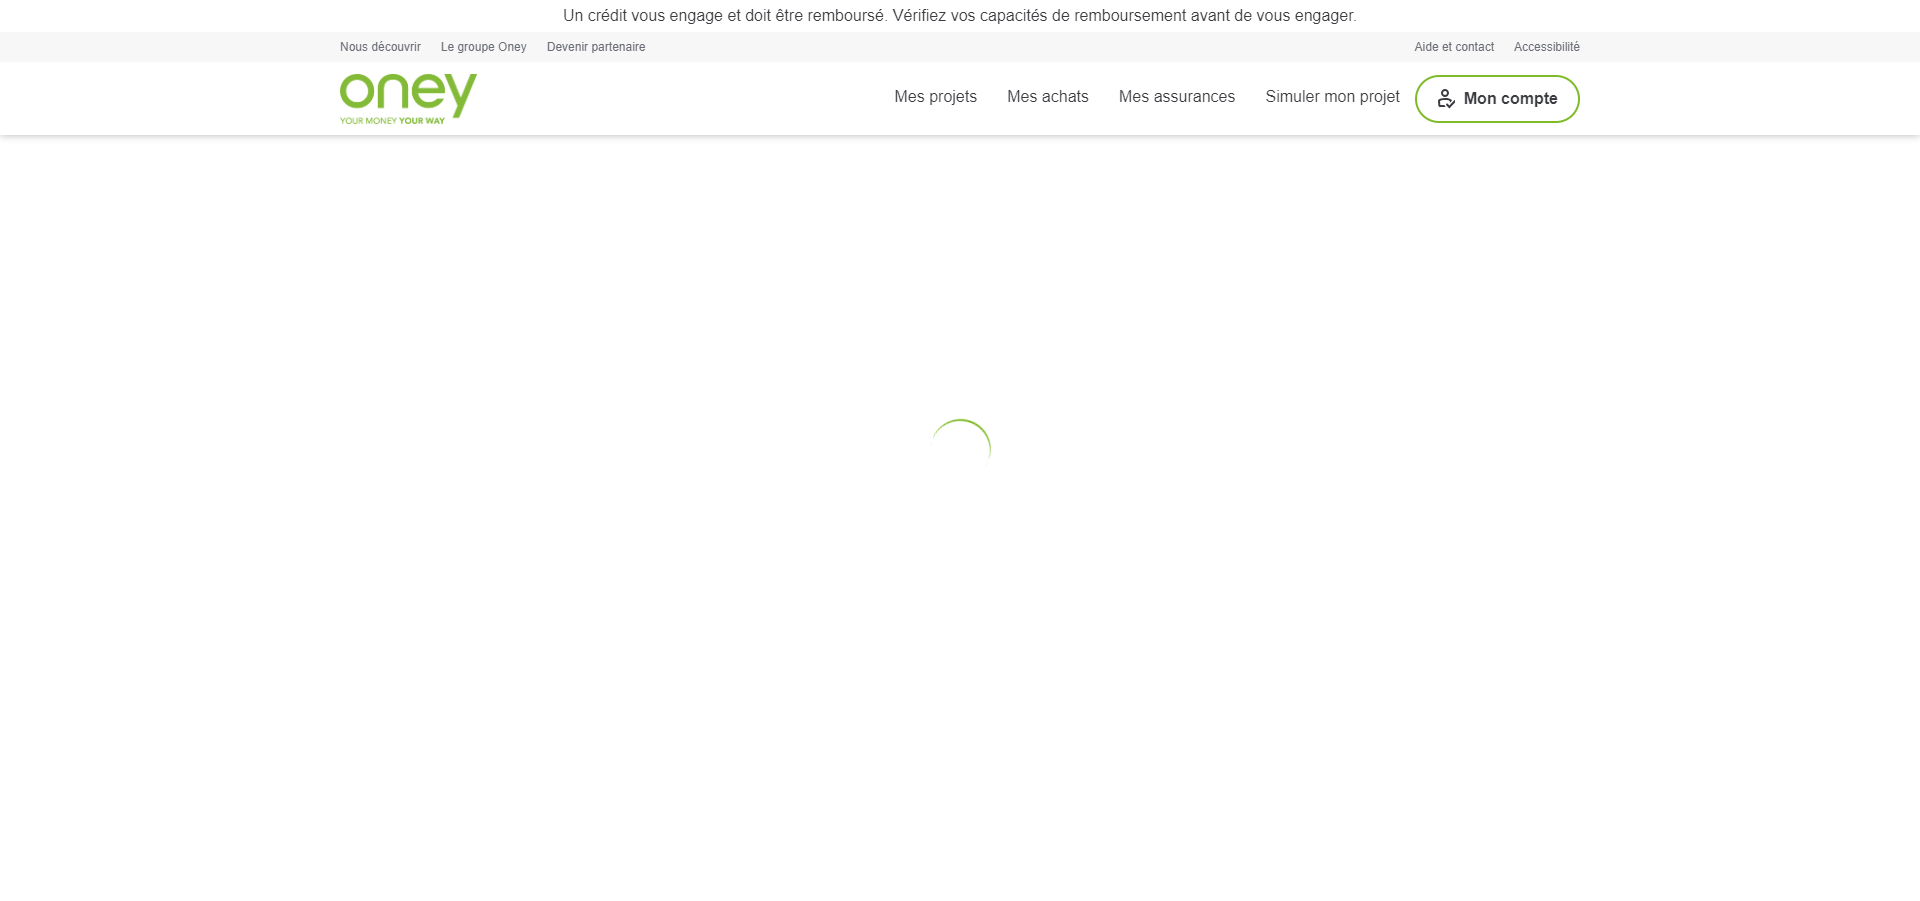 Un crédit vous engage et doit être remboursé. Vérifiez vos capacités de remboursement avant de vous engager.
Nous découvrir Le groupe Oney Devenir partenaire Aide et contact Accessibilité
oney
YOUR MONEY YOUR WAY
Mes projets Mes achats Mes assurances Simuler mon projet Mon compte